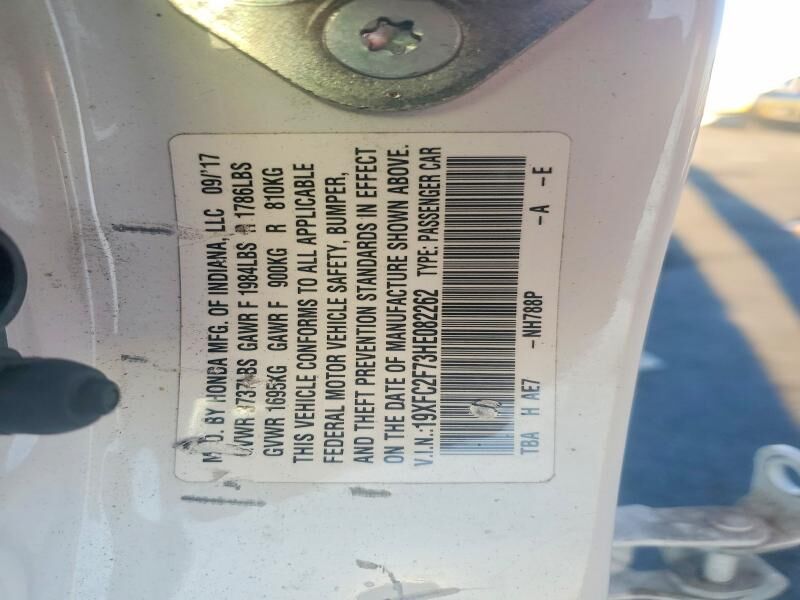 MFD. BY HONDA MFG. OF INDIANA, LLC 09/'17
GVWR 3737LBS GAWR F 1984LBS R 1786LBS
GVWR 1695KG GAWR F 900KG R 810KG
THIS VEHICLE CONFORMS TO ALL APPLICABLE
FEDERAL MOTOR VEHICLE SAFETY, BUMPER,
AND THEFT PREVENTION STANDARDS IN EFFECT
ON THE DATE OF MANUFACTURE SHOWN ABOVE.
V.I.N.:19XFC2F73HE082262 TYPE: PASSENGER CAR
TBA H AE7 -NH788P -A -E